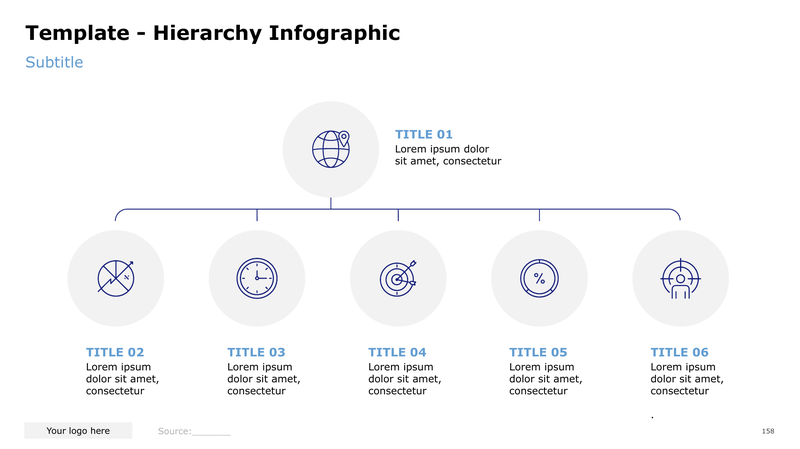 Template - Hierarchy Infographic
Subtitle
TITLE 01
Lorem ipsum dolor
sit amet, consectetur
%
%
TITLE 02
Lorem ipsum
dolor sit amet,
consectetur
TITLE 03
Lorem ipsum
dolor sit amet,
consectetur
TITLE 04
Lorem ipsum
dolor sit amet,
consectetur
TITLE 05
Lorem ipsum
dolor sit amet,
consectetur
TITLE 06
Lorem ipsum
dolor sit amet,
consectetur
.
Your logo here
Source:_______
158